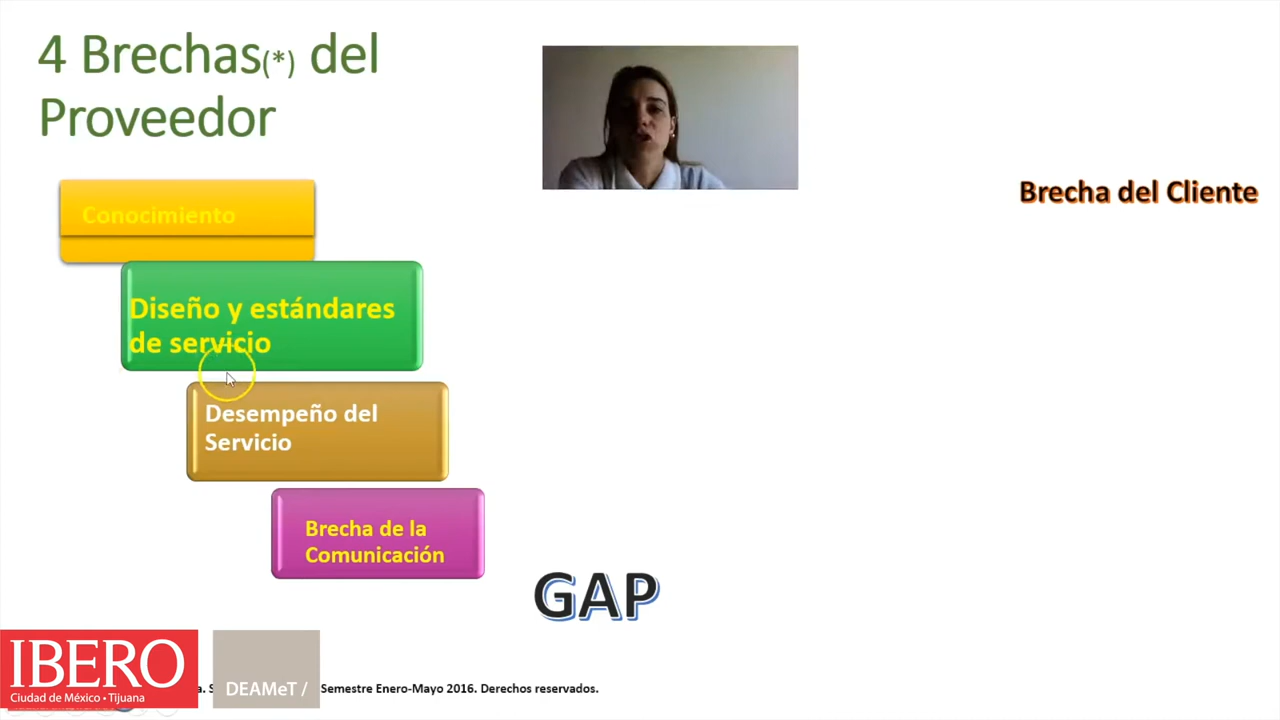 4 Brechas(*) del
Proveedor
Brecha del Cliente
Conocimiento
Diseño y estándares
de servicio
Desempeño del
Servicio
Brecha de la
Comunicación
GAP
IBERO
Ciudad de México • Tijuana
DEAMeT /
Semestre Enero-Mayo 2016. Derechos reservados.